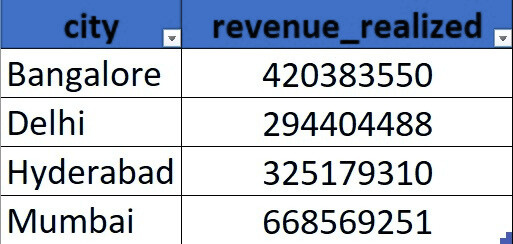 city revenue_realized
Bangalore 420383550
Delhi 294404488
Hyderabad 325179310
Mumbai 668569251